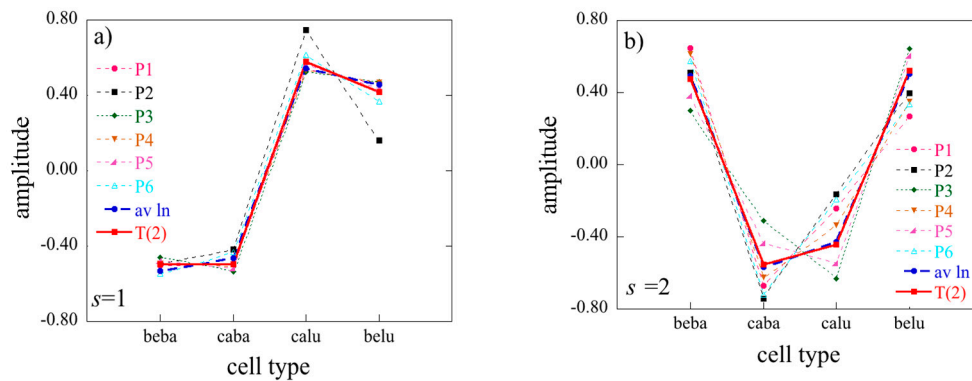 a)
0.80
0.40
0.00
-0.40
-0.80
amplitude
P1
P2
P3
P4
P5
P6
av ln
T(2)
s=1
beba caba calu belu
cell type
b)
0.80
0.40
0.00
-0.40
-0.80
amplitude
P1
P2
P3
P4
P5
P6
av ln
T(2)
s =2
beba caba calu belu
cell type